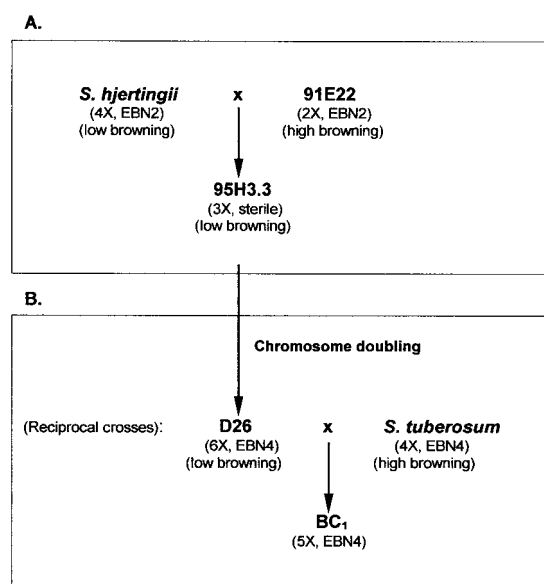 A.
S. hjertingii x 91E22
(4X, EBN2) (2X, EBN2)
(low browning) (high browning)
95H3.3
(3X, sterile)
(low browning)
B.
Chromosome doubling
(Reciprocal crosses): D26 x S. tuberosum
(6X, EBN4) (4X, EBN4)
(low browning) (high browning)
BC₁
(5X, EBN4)